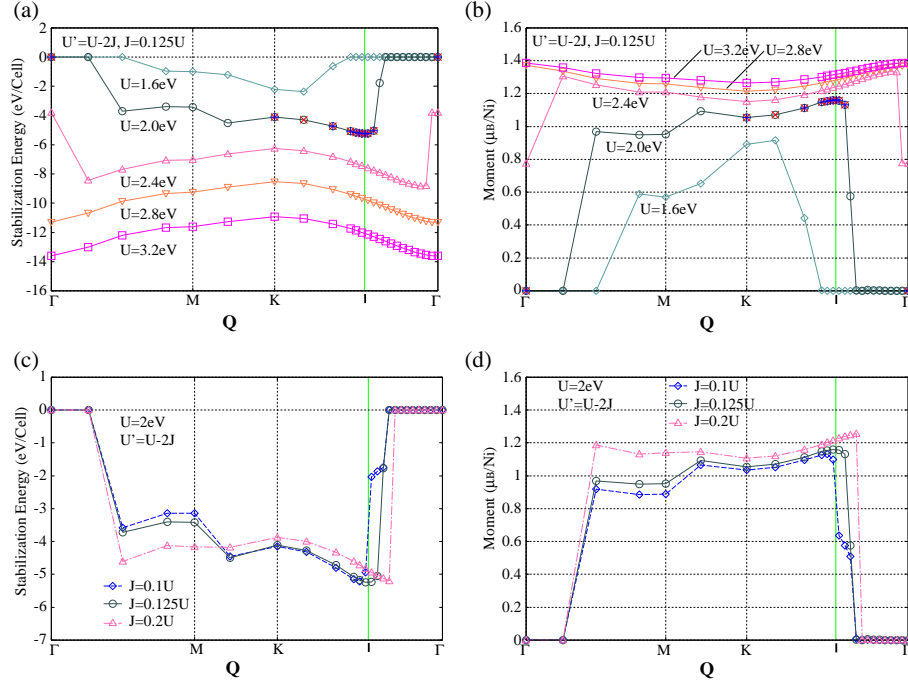 (a)
U'=U-2J, J=0.125U
U=1.6eV
U=2.0eV
U=2.4eV
U=2.8eV
U=3.2eV
Stabilization Energy (eV/Cell)
2
0
-2
-4
-6
-8
-10
-12
-14
-16
Γ
M
K
I
Γ
Q
(b)
U'=U-2J, J=0.125U
U=3.2eV
U=2.8eV
U=2.4eV
U=2.0eV
U=1.6eV
Moment (μB/Ni)
1.6
1.4
1.2
1
0.8
0.6
0.4
0.2
0
Γ
M
K
I
Γ
Q
(c)
U=2eV
U'=U-2J
J=0.1U
J=0.125U
J=0.2U
Stabilization Energy (eV/Cell)
1
0
-1
-2
-3
-4
-5
-6
-7
Γ
M
K
I
Γ
Q
(d)
U=2eV
U'=U-2J
J=0.1U
J=0.125U
J=0.2U
Moment (μB/Ni)
1.6
1.4
1.2
1
0.8
0.6
0.4
0.2
0
Γ
M
K
I
Γ
Q